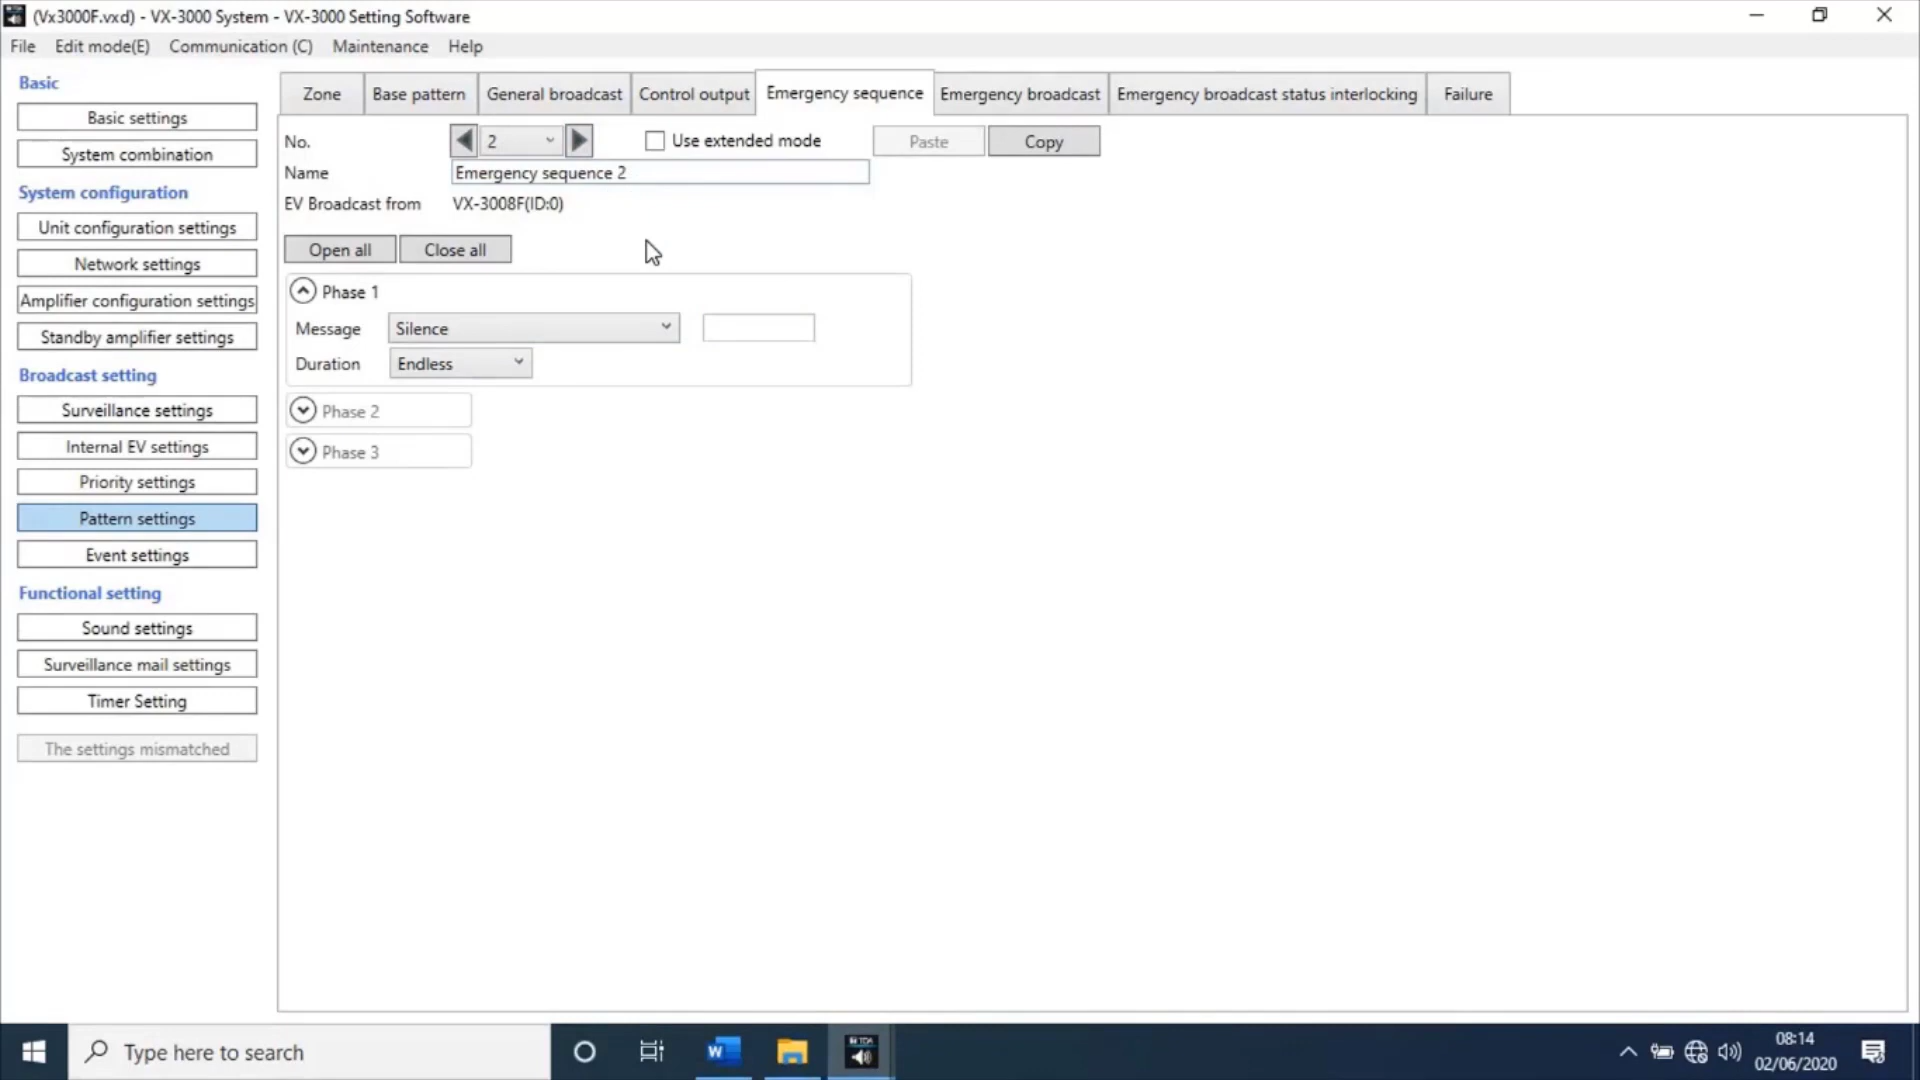 (Vx3000F.vxd) - VX-3000 System - VX-3000 Setting Software
File Edit mode(E) Communication (C) Maintenance Help
Basic
Basic settings
System combination
System configuration
Unit configuration settings
Network settings
Amplifier configuration settings
Standby amplifier settings
Broadcast setting
Surveillance settings
Internal EV settings
Priority settings
Pattern settings
Event settings
Functional setting
Sound settings
Surveillance mail settings
Timer Setting
The settings mismatched
Zone Base pattern General broadcast Control output Emergency sequence Emergency broadcast Emergency broadcast status interlocking Failure
No. 2 Use extended mode Paste Copy
Name Emergency sequence 2
EV Broadcast from VX-3008F(ID:0)
Open all Close all
Phase 1
Message Silence
Duration Endless
Phase 2
Phase 3
Type here to search
08:14
02/06/2020